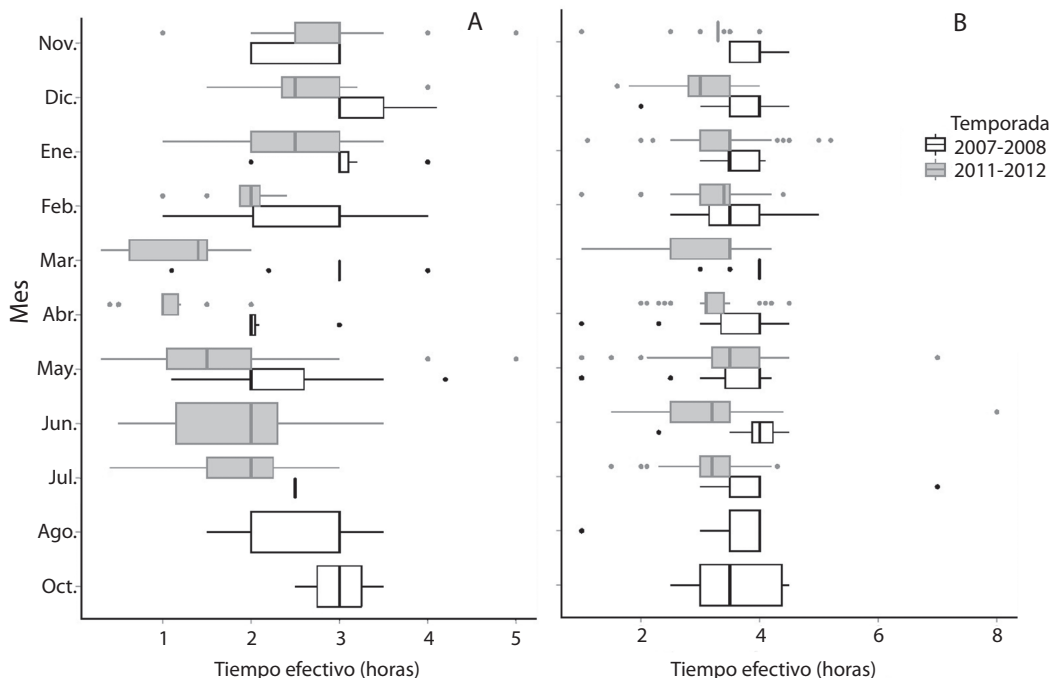 A
B
Nov.
Dic.
Ene.
Feb.
Mar.
Abr.
May.
Jun.
Jul.
Ago.
Oct.
Mes
Temporada
2007-2008
2011-2012
1 2 3 4 5
2 4 6 8
Tiempo efectivo (horas)
Tiempo efectivo (horas)